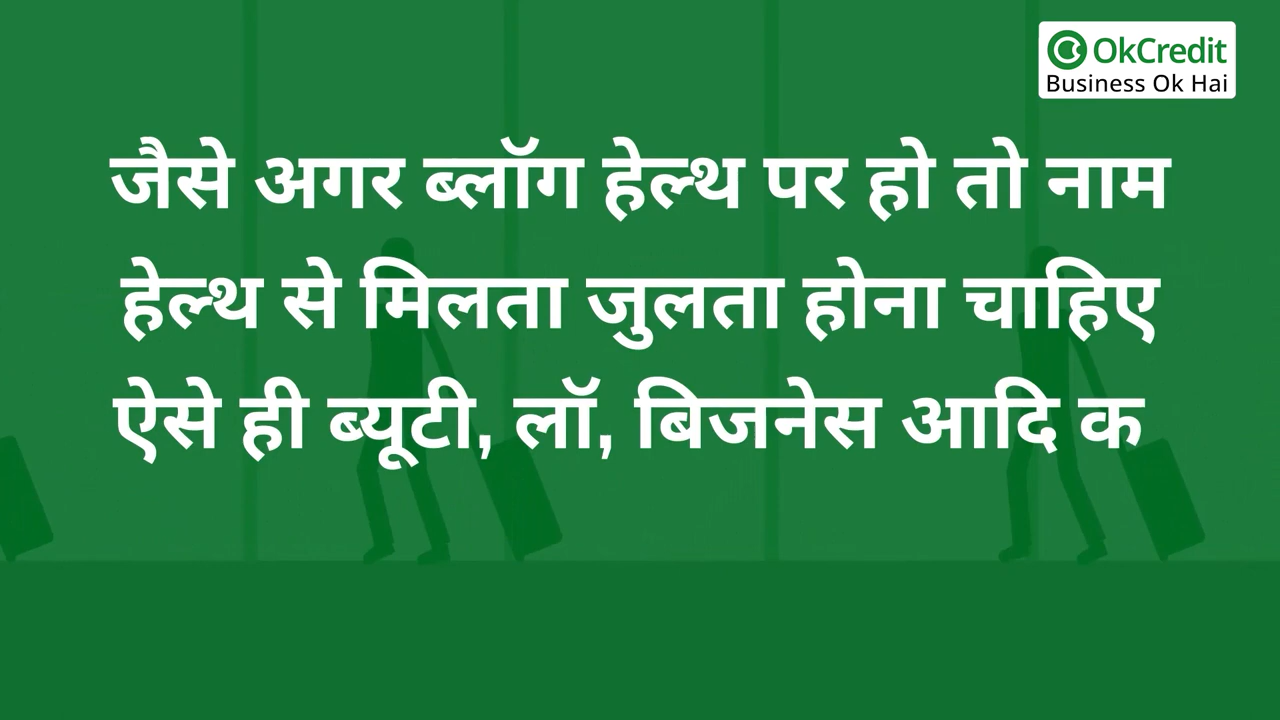 OkCredit
Business Ok Hai
जैसे अगर ब्लॉग हेल्थ पर हो तो नाम
हेल्थ से मिलता जुलता होना चाहिए
ऐसे ही ब्यूटी, लॉ, बिजनेस आदि क